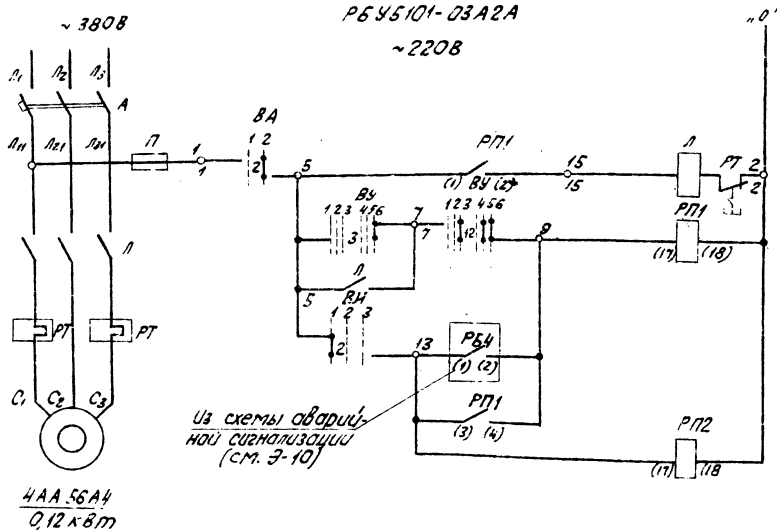 РБУ5101-03А2А
~ 380В
~220В
„0"
Л1 Л2 Л3
А
Л11 Л21 Л31
П
1
1
ВА
1 2
2
5
РП1
(1) (2)
15
15
Л
РТ
2
2
ВУ
1 2 3 4 5 6
3
7
7
ВУ
1 2 3 4 5 6
12
9
РП1
(17) (18)
Л
5
Л
ВИ
1 2 3
2
13
РБ4
(1) (2)
РТ РТ
С1 С2 С3
Из схемы аварий-
ной сигнализации
(см. Э-10)
РП1
(3) (4)
РП2
(17) (18
4АА56А4
0,12 кВт